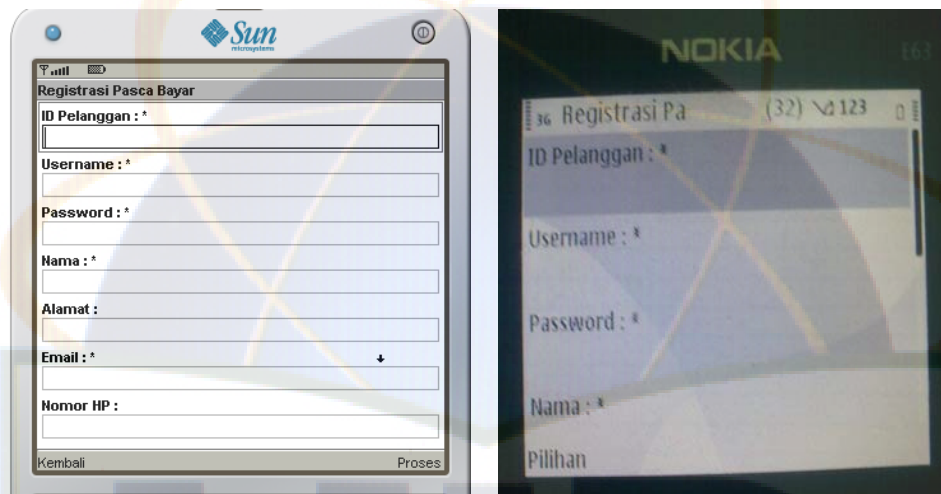 Sun
microsystems
Registrasi Pasca Bayar
ID Pelanggan : *
Username : *
Password : *
Nama : *
Alamat :
Email : *
Nomor HP :
Kembali
Proses
NOKIA
E63
3G Registrasi Pa (32) 123
ID Pelanggan : *
Username : *
Password : *
Nama : *
Pilihan